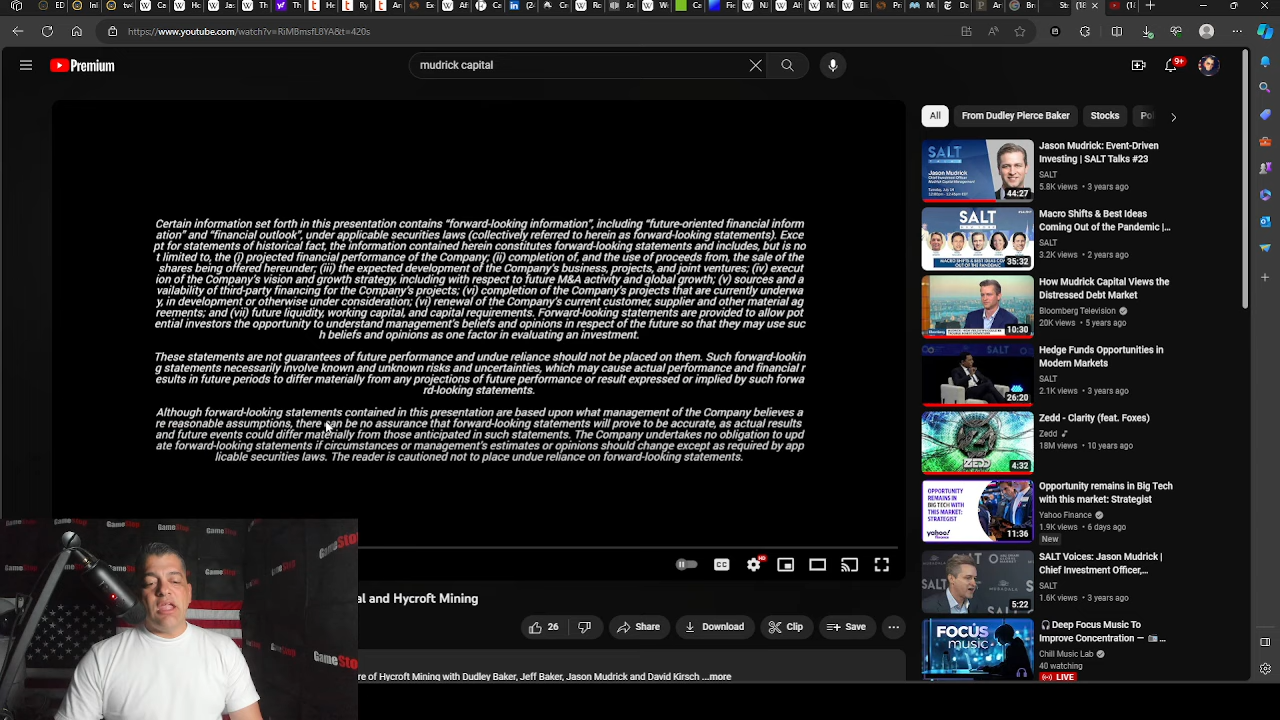 https://www.youtube.com/watch?v=RiMBmsfL8YA&t=420s
Premium
mudrick capital
9+
Certain information set forth in this presentation contains “forward-looking information”, including “future-oriented financial inform
ation” and “financial outlook”, under applicable securities laws (collectively referred to herein as forward-looking statements). Exce
pt for statements of historical fact, the information contained herein constitutes forward-looking statements and includes, but is no
t limited to, the (i) projected financial performance of the Company; (ii) completion of, and the use of proceeds from, the sale of the
shares being offered hereunder; (iii) the expected development of the Company’s business, projects, and joint ventures; (iv) execut
ion of the Company’s vision and growth strategy, including with respect to future M&A activity and global growth; (v) sources and a
vailability of third-party financing for the Company’s projects; (vi) completion of the Company’s projects that are currently underwa
y, in development or otherwise under consideration; (vi) renewal of the Company’s current customer, supplier and other material ag
reements; and (vii) future liquidity, working capital, and capital requirements. Forward-looking statements are provided to allow pot
ential investors the opportunity to understand management’s beliefs and opinions in respect of the future so that they may use suc
h beliefs and opinions as one factor in evaluating an investment.
These statements are not guarantees of future performance and undue reliance should not be placed on them. Such forward-lookin
g statements necessarily involve known and unknown risks and uncertainties, which may cause actual performance and financial r
esults in future periods to differ materially from any projections of future performance or result expressed or implied by such forwa
rd-looking statements.
Although forward-looking statements contained in this presentation are based upon what management of the Company believes a
re reasonable assumptions, there can be no assurance that forward-looking statements will prove to be accurate, as actual results
and future events could differ materially from those anticipated in such statements. The Company undertakes no obligation to upd
ate forward-looking statements if circumstances or management’s estimates or opinions should change except as required by app
licable securities laws. The reader is cautioned not to place undue reliance on forward-looking statements.
CC
HD
al and Hycroft Mining
26
Share
Download
Clip
Save
re of Hycroft Mining with Dudley Baker, Jeff Baker, Jason Mudrick and David Kirsch ...more
GameStop
All
From Dudley Pierce Baker
Stocks
SALT
Jason Mudrick
44:27
Jason Mudrick: Event-Driven
Investing | SALT Talks #23
SALT
5.8K views • 3 years ago
SALT
35:32
Macro Shifts & Best Ideas
Coming Out of the Pandemic |...
SALT
3.2K views • 2 years ago
10:30
How Mudrick Capital Views the
Distressed Debt Market
Bloomberg Television
20K views • 5 years ago
26:20
Hedge Funds Opportunities in
Modern Markets
SALT
2.1K views • 3 years ago
ZEDD
4:32
Zedd - Clarity (feat. Foxes)
Zedd
18M views • 10 years ago
OPPORTUNITY
REMAINS IN
BIG TECH WITH
THIS MARKET:
STRATEGIST
yahoo!
finance
11:36
Opportunity remains in Big Tech
with this market: Strategist
Yahoo Finance
1.9K views • 6 days ago
New
SALT
5:22
SALT Voices: Jason Mudrick |
Chief Investment Officer,...
SALT
1.6K views • 3 years ago
FOCUS
music
Deep Focus Music To
Improve Concentration —
Chill Music Lab
40 watching
LIVE